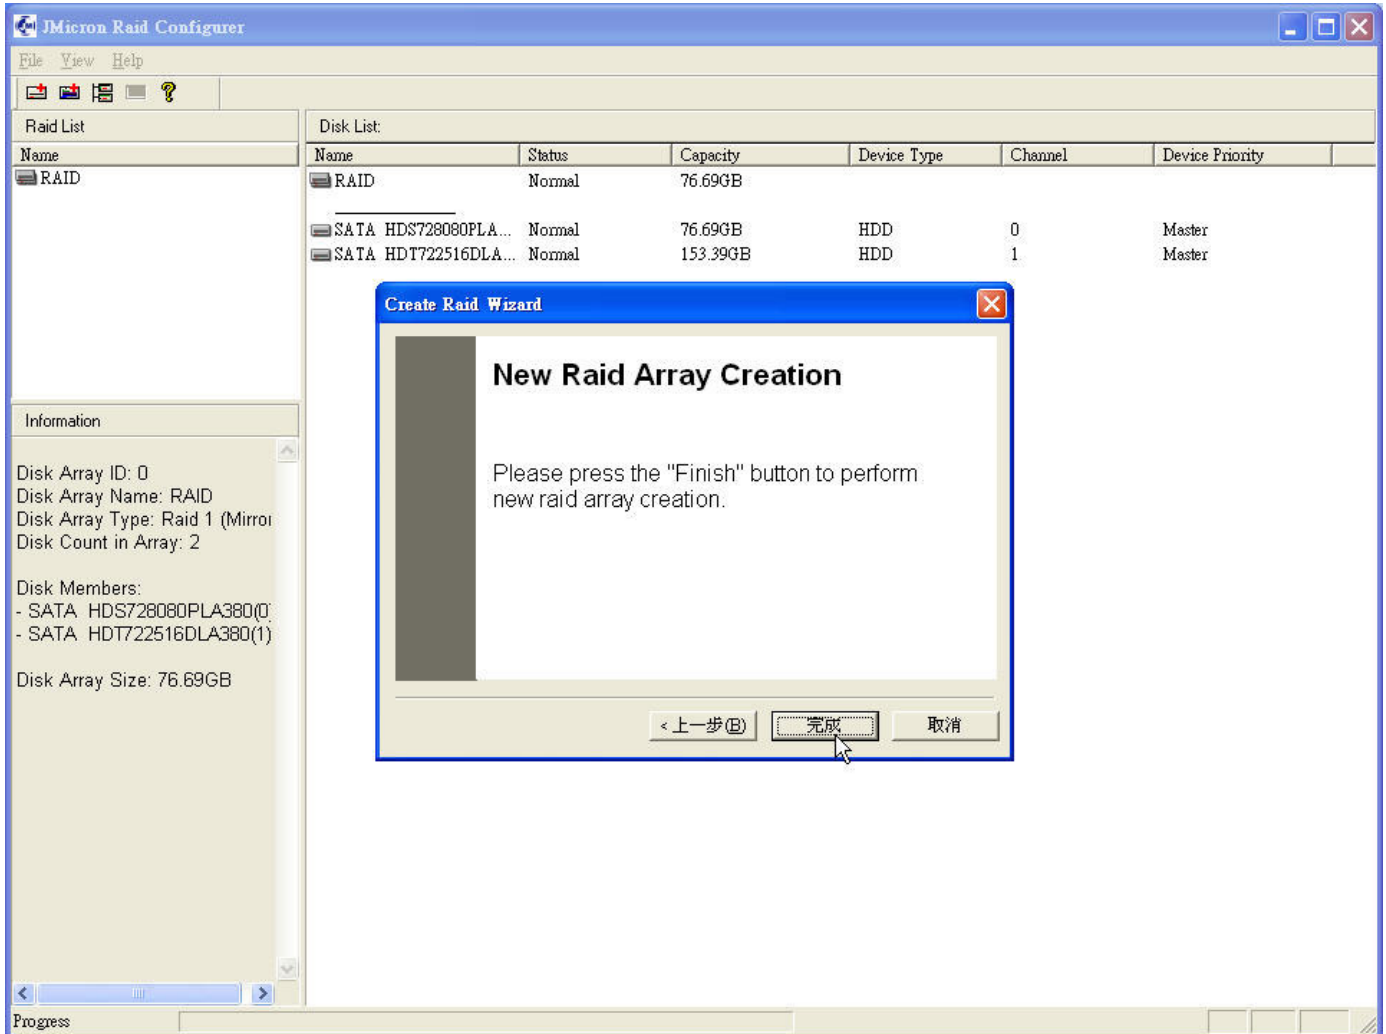 JMicron Raid Configurer
File View Help
Raid List
Disk List:
Name
Name Status Capacity Device Type Channel Device Priority
RAID
RAID Normal 76.69GB
SATA HDS728080PLA... Normal 76.69GB HDD 0 Master
SATA HDT722516DLA... Normal 153.39GB HDD 1 Master
Create Raid Wizard
New Raid Array Creation
Please press the "Finish" button to perform
new raid array creation.
<上一步(B) 完成 取消
Information
Disk Array ID: 0
Disk Array Name: RAID
Disk Array Type: Raid 1 (Mirror
Disk Count in Array: 2
Disk Members:
- SATA HDS728080PLA380(0)
- SATA HDT722516DLA380(1)
Disk Array Size: 76.69GB
Progress